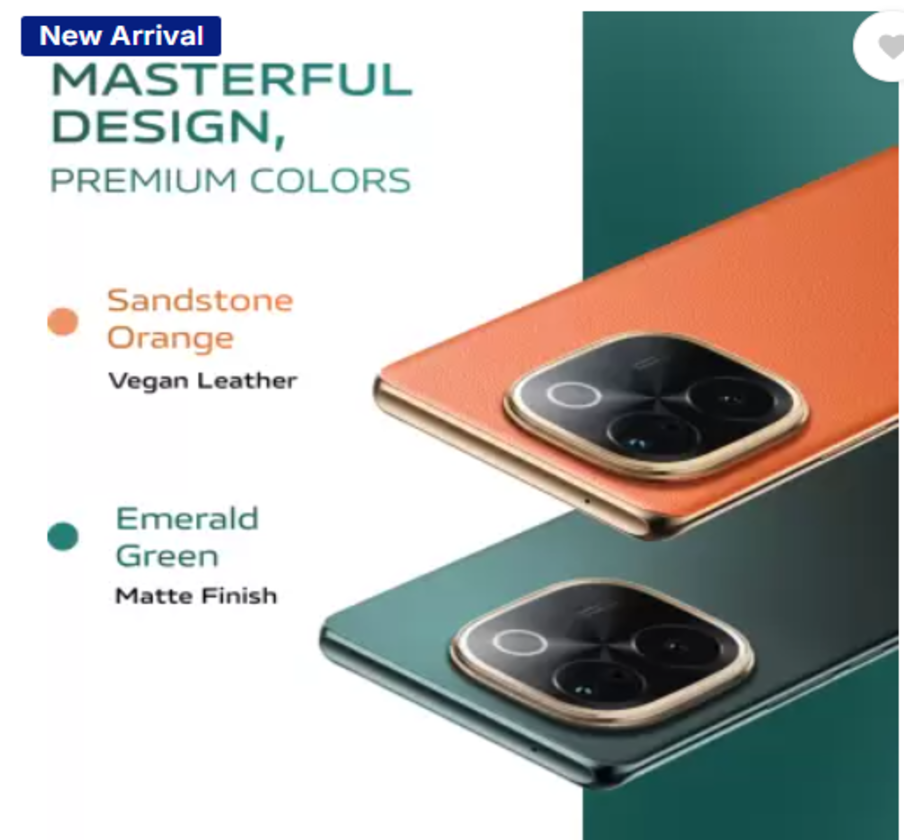 New Arrival
MASTERFUL
DESIGN,
PREMIUM COLORS
Sandstone
Orange
Vegan Leather
Emerald
Green
Matte Finish